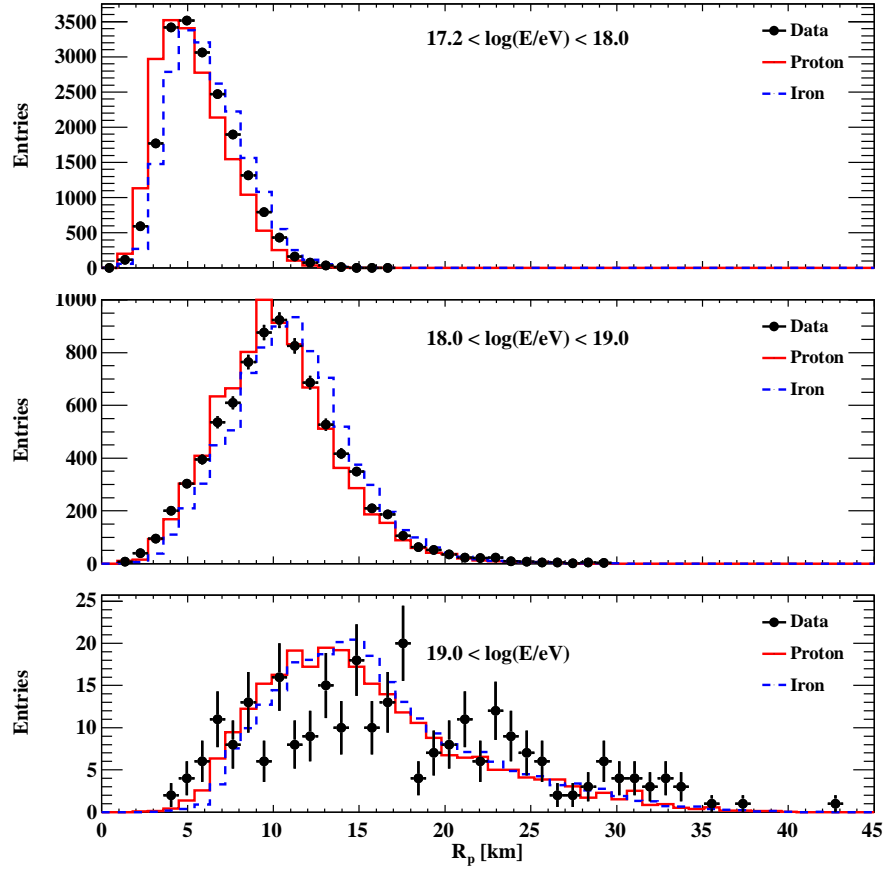 3500
3000
2500
2000
1500
1000
500
0
Entries
17.2 < log(E/eV) < 18.0
Data
Proton
Iron
1000
800
600
400
200
0
Entries
18.0 < log(E/eV) < 19.0
Data
Proton
Iron
25
20
15
10
5
0
Entries
19.0 < log(E/eV)
Data
Proton
Iron
0 5 10 15 20 25 30 35 40 45
Rp [km]